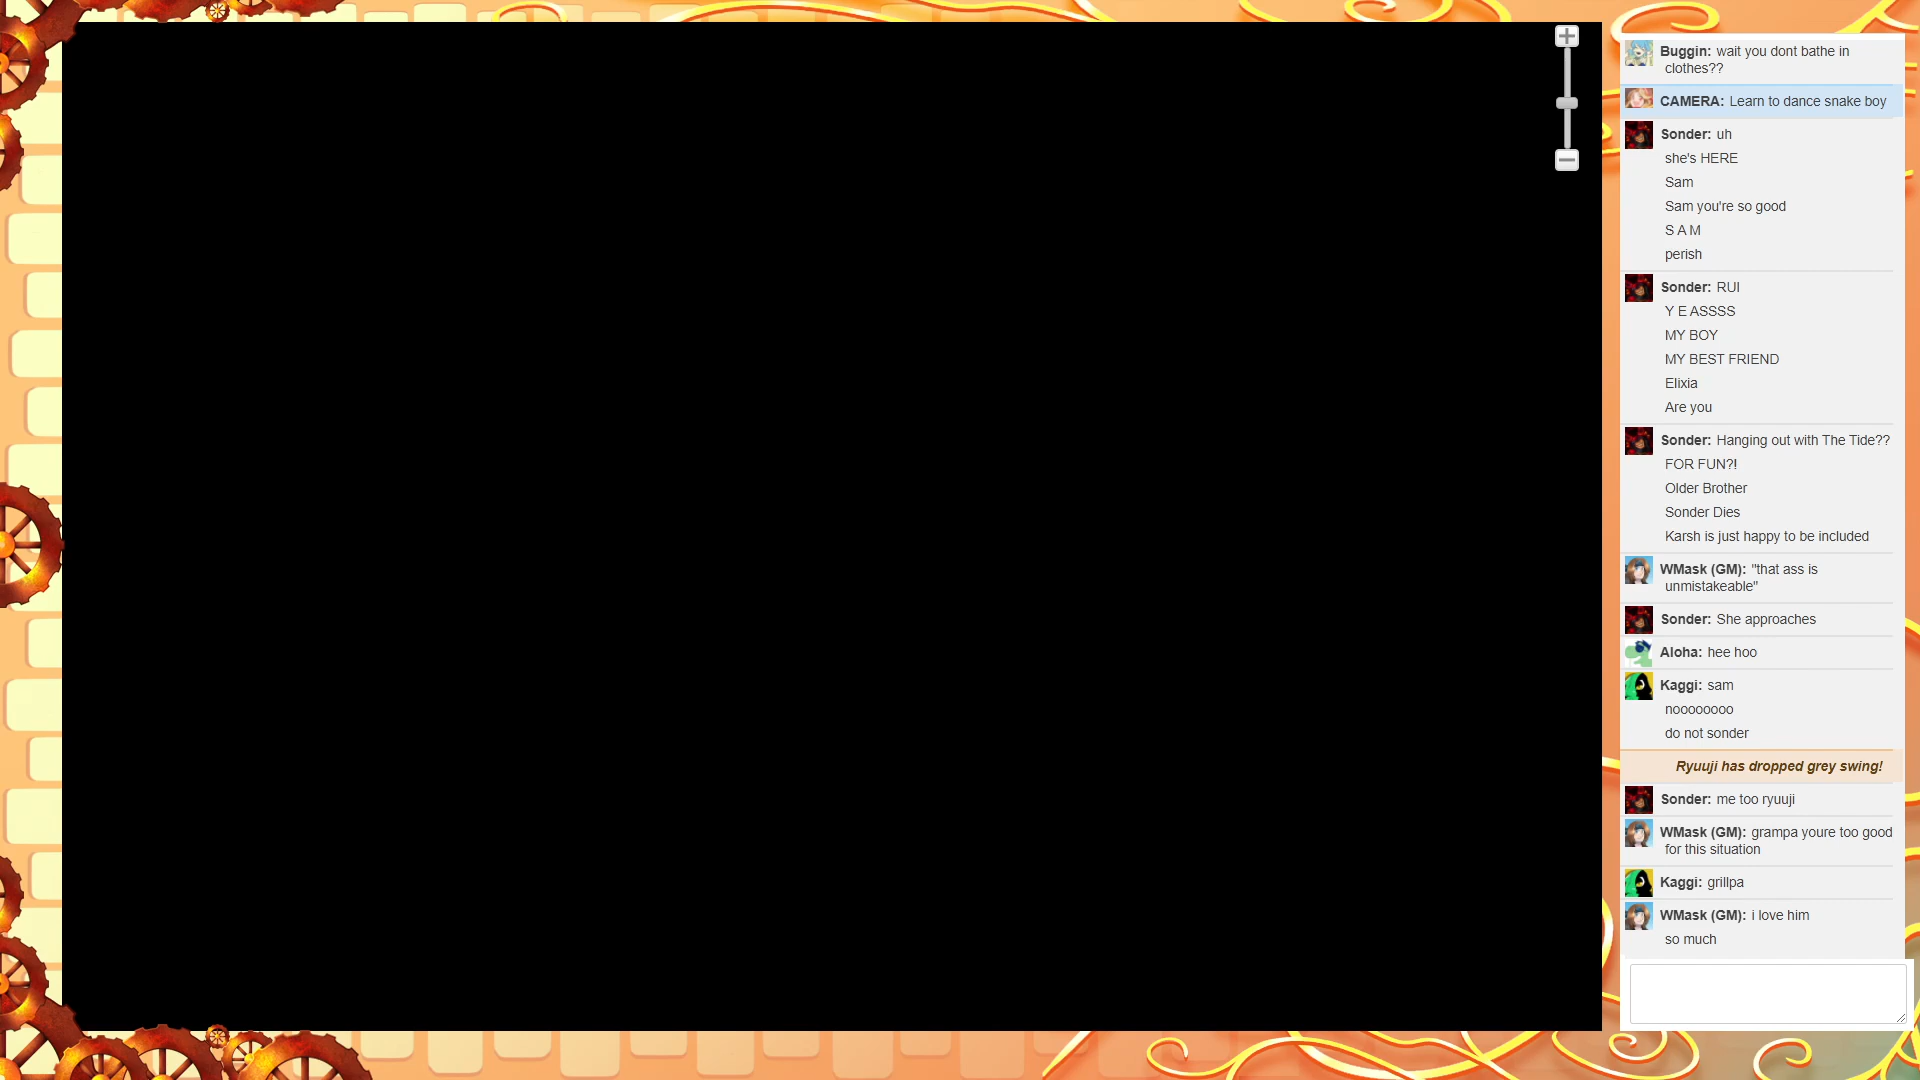 Buggin: wait you dont bathe in
clothes??
CAMERA: Learn to dance snake boy
Sonder: uh
she's HERE
Sam
Sam you're so good
S A M
perish
Sonder: RUI
Y E ASSSS
MY BOY
MY BEST FRIEND
Elixia
Are you
Sonder: Hanging out with The Tide??
FOR FUN?!
Older Brother
Sonder Dies
Karsh is just happy to be included
WMask (GM): "that ass is
unmistakeable"
Sonder: She approaches
Aloha: hee hoo
Kaggi: sam
noooooooo
do not sonder
Ryuuji has dropped grey swing!
Sonder: me too ryuuji
WMask (GM): grampa youre too good
for this situation
Kaggi: grillpa
WMask (GM): i love him
so much